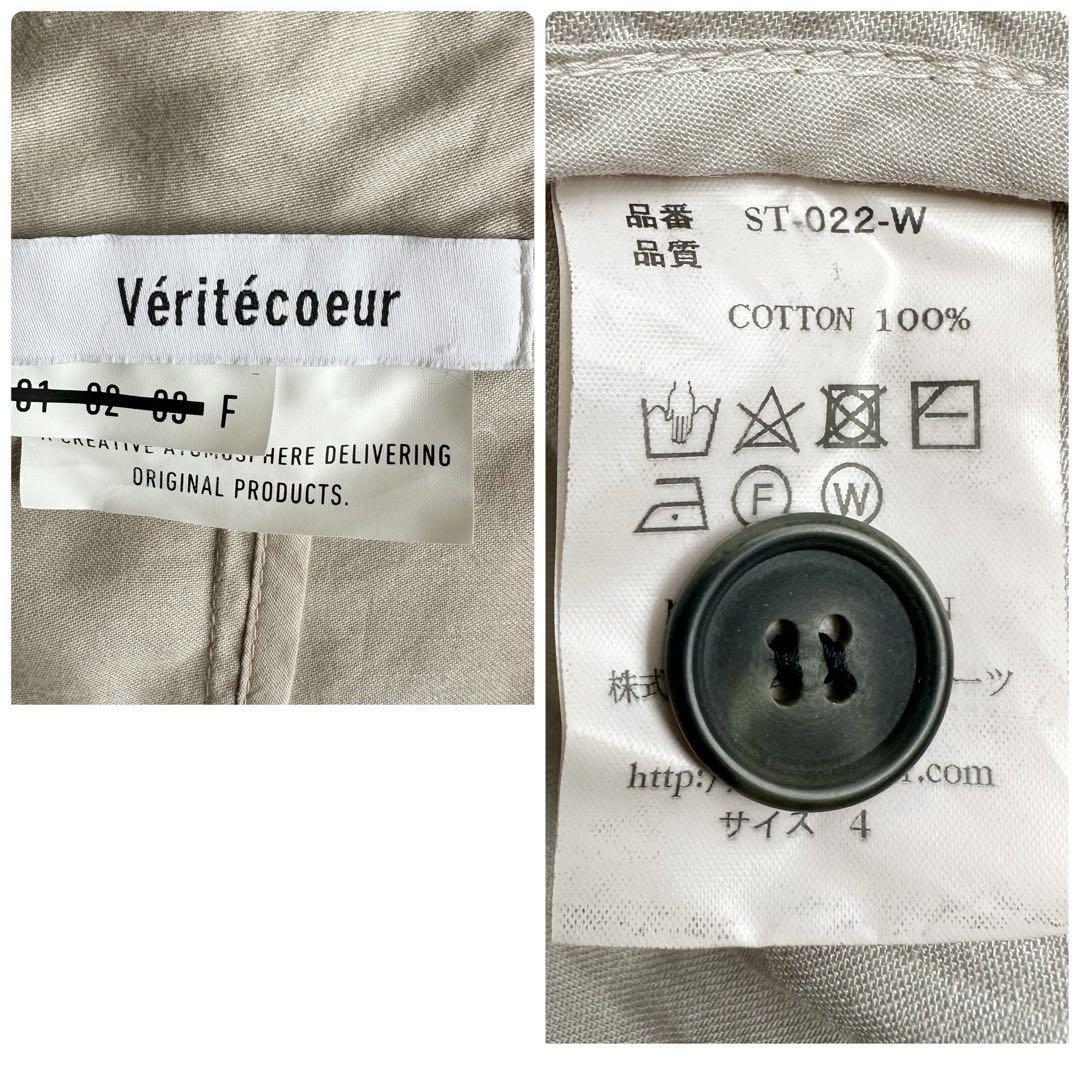 Véritécoeur
01 02 03 F
CREATIVE ATOMOSPHERE DELIVERING
ORIGINAL PRODUCTS.
品番 ST-022-W
品質
COTTON 100%
F W
株式 ーツ
http:/ .com
サイズ 4